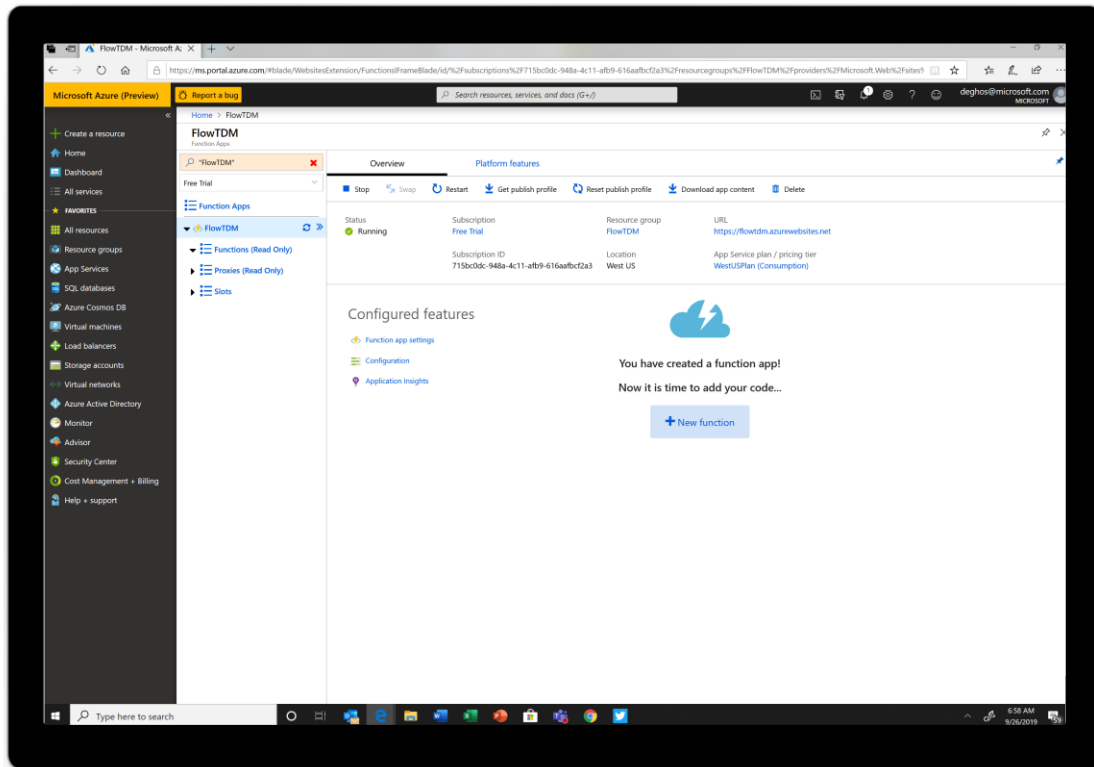 FlowTDM - Microsoft A:
https://ms.portal.azure.com/#blade/WebsitesExtension/FunctionsIFrameBlade/id/%2Fsubscriptions%2F715bc0dc-948a-4c11-afb9-616aafbcf2a3%2Fresourcegroups%2FFlowTDM%2Fproviders%2FMicrosoft.Web%2Fsites
Microsoft Azure (Preview)
Report a bug
Search resources, services, and docs (G+/)
1
deghos@microsoft.com
MICROSOFT
Create a resource
Home
Dashboard
All services
FAVORITES
All resources
Resource groups
App Services
SQL databases
Azure Cosmos DB
Virtual machines
Load balancers
Storage accounts
Virtual networks
Azure Active Directory
Monitor
Advisor
Security Center
Cost Management + Billing
Help + support
Home > FlowTDM
FlowTDM
Function Apps
"FlowTDM"
Free Trial
Function Apps
FlowTDM
Functions (Read Only)
Proxies (Read Only)
Slots
Overview Platform features
Stop Swap Restart Get publish profile Reset publish profile Download app content Delete
Status Subscription Resource group URL
Running Free Trial FlowTDM https://flowtdm.azurewebsites.net
Subscription ID Location App Service plan / pricing tier
715bc0dc-948a-4c11-afb9-616aafbcf2a3 West US WestUSPlan (Consumption)
Configured features
Function app settings
Configuration
Application Insights
You have created a function app!
Now it is time to add your code...
New function
Type here to search
6:58 AM
9/26/2019
59